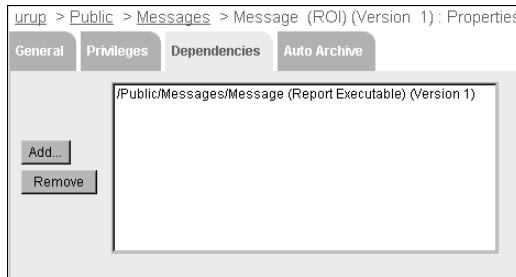 urup > Public > Messages > Message (ROI) (Version 1) : Properties
General Privileges Dependencies Auto Archive
/Public/Messages/Message (Report Executable) (Version 1)
Add...
Remove